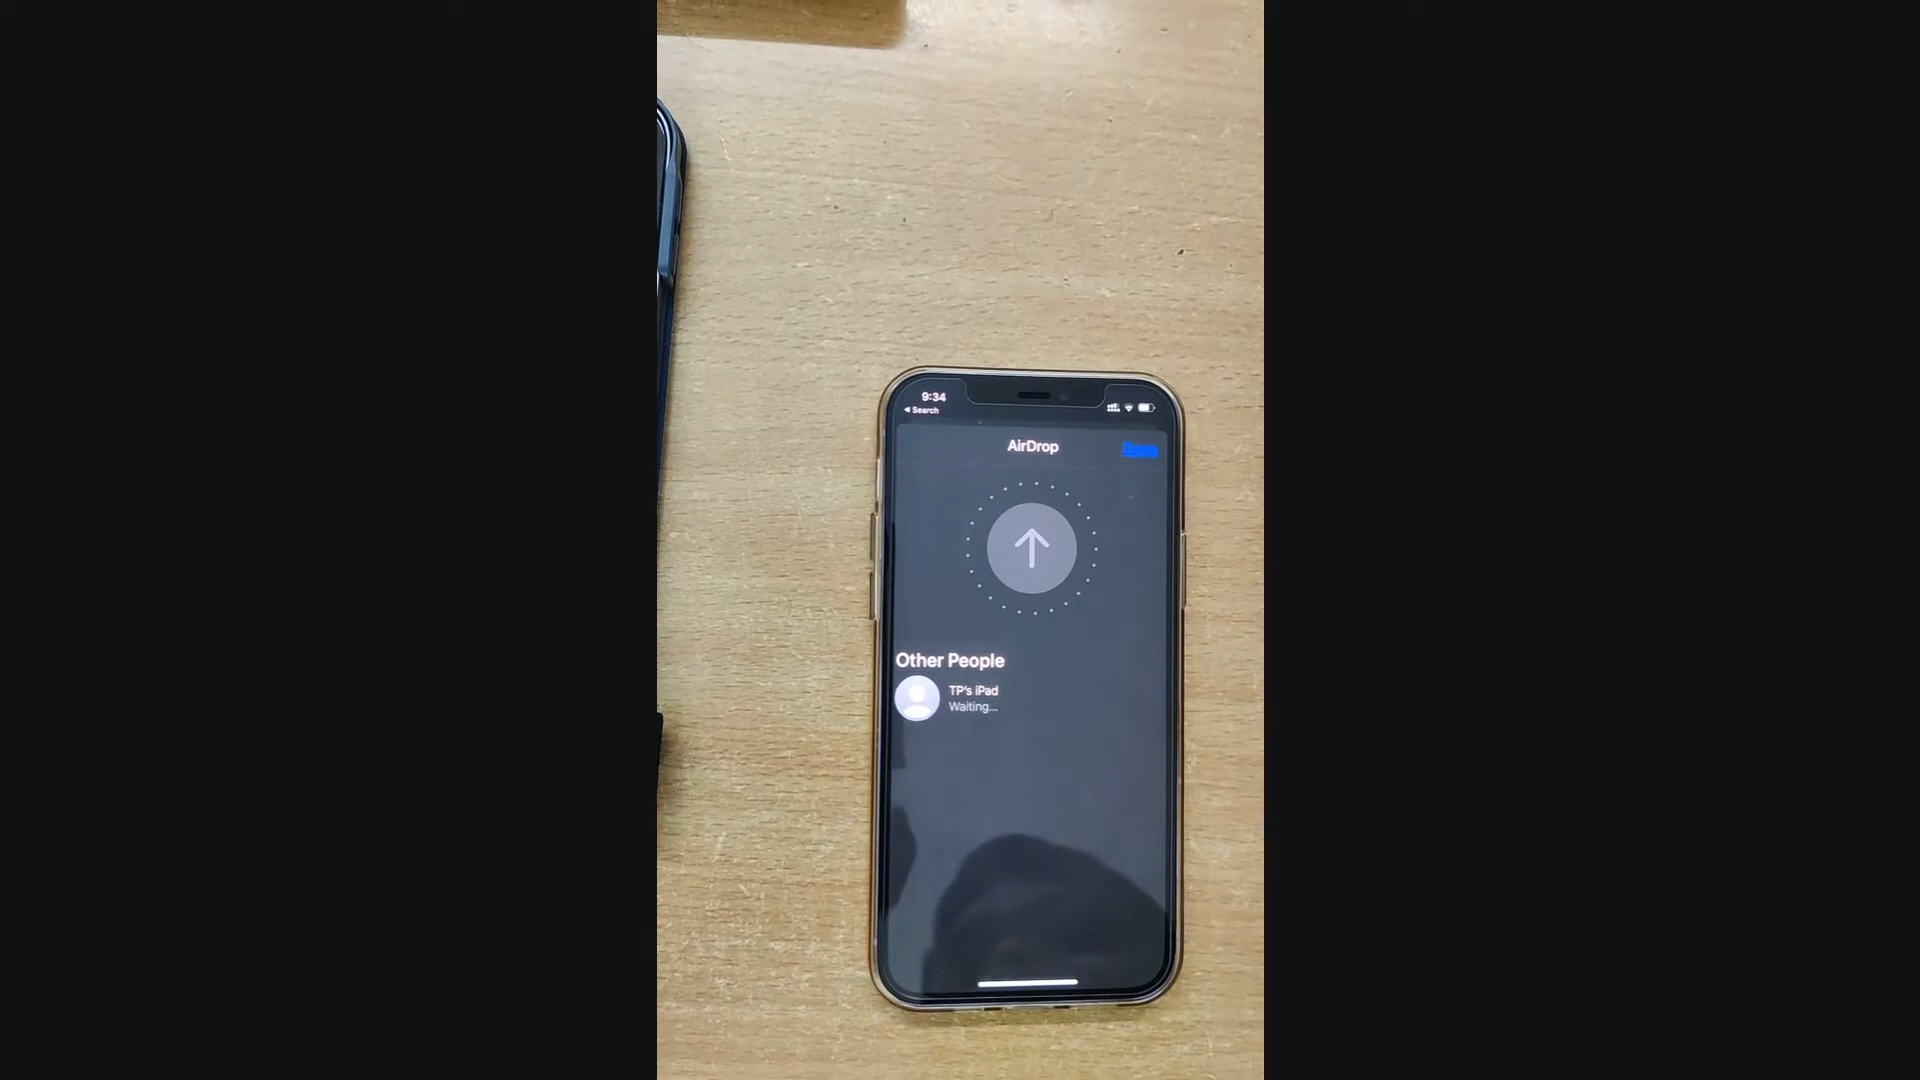 9:34
◀ Search
AirDrop
Other People
TP's iPad
Waiting...